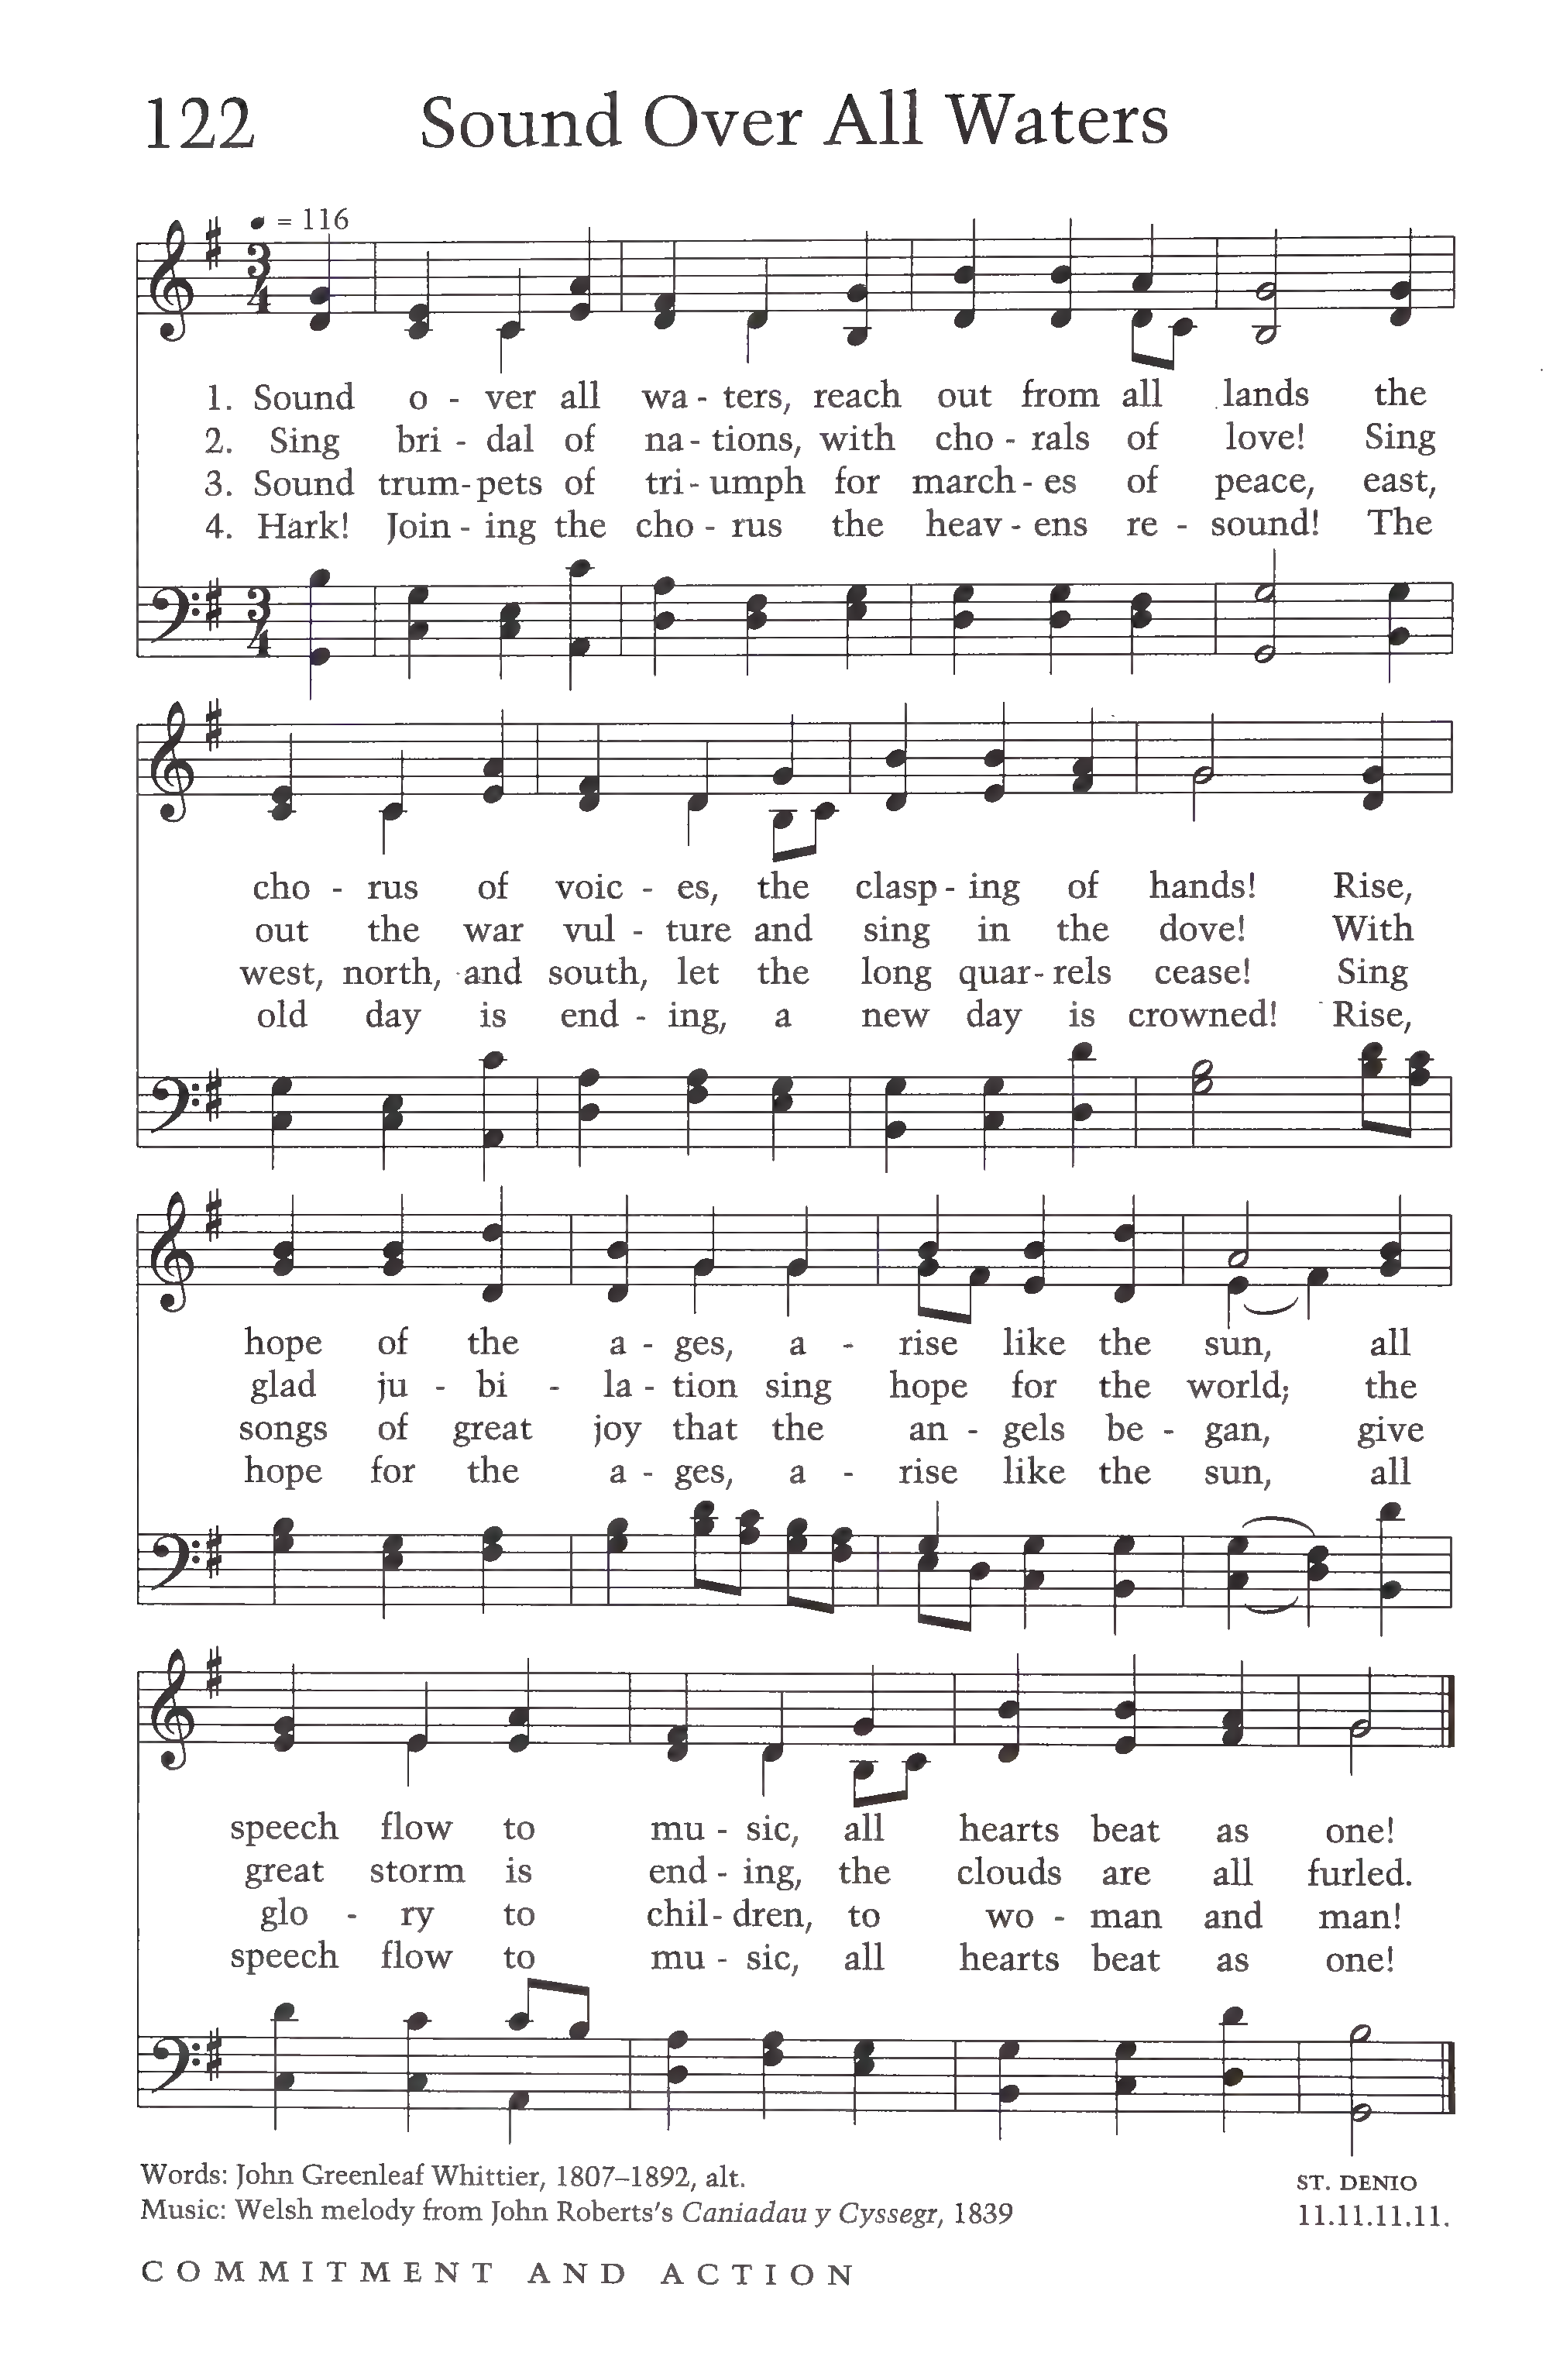 122 Sound Over All Waters
= 116
3 4
1. Sound o - ver all wa - ters, reach out from all lands the
2. Sing bri - dal of na - tions, with cho - rals of love! Sing
3. Sound trum - pets of tri - umph for march - es of peace, east,
4. Hark! Join - ing the cho - rus the heav - ens re - sound! The
3 4
cho - rus of voic - es, the clasp - ing of hands! Rise,
out the war vul - ture and sing in the dove! With
west, north, and south, let the long quar - rels cease! Sing
old day is end - ing, a new day is crowned! Rise,
hope of the a - ges, a - rise like the sun, all
glad ju - bi - la - tion sing hope for the world; the
songs of great joy that the an - gels be - gan, give
hope for the a - ges, a - rise like the sun, all
speech flow to mu - sic, all hearts beat as one!
great storm is end - ing, the clouds are all furled.
glo - ry to chil - dren, to wo - man and man!
speech flow to mu - sic, all hearts beat as one!
Words: John Greenleaf Whittier, 1807–1892, alt. ST. DENIO
Music: Welsh melody from John Roberts's Caniadau y Cyssegr, 1839 11.11.11.11.
COMMITMENT AND ACTION